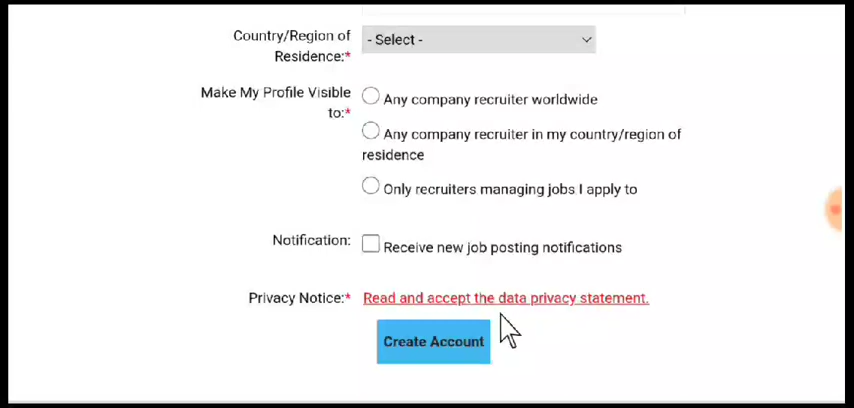 Country/Region of
Residence:*
- Select -
Make My Profile Visible
to:*
Any company recruiter worldwide
Any company recruiter in my country/region of
residence
Only recruiters managing jobs I apply to
Notification:
Receive new job posting notifications
Privacy Notice:*
Read and accept the data privacy statement.
Create Account